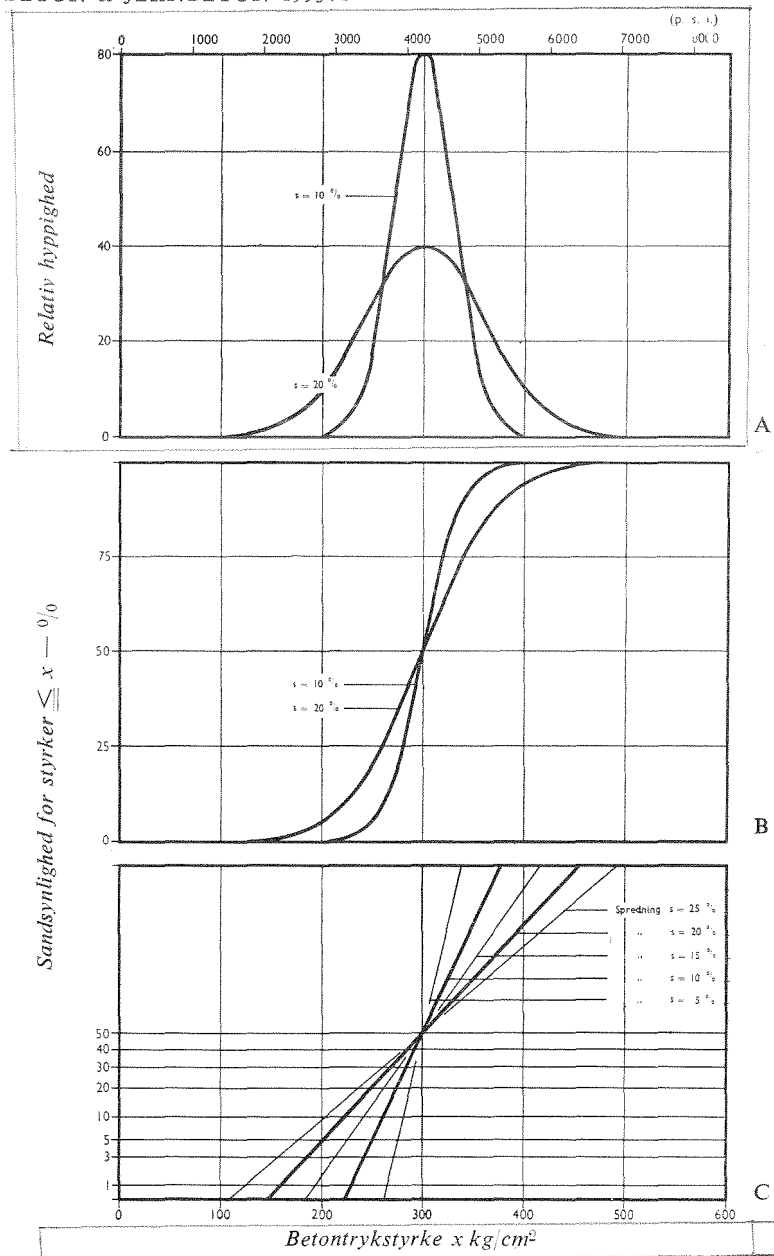 (p. s. i.)
0 1000 2000 3000 4000 5000 6000 7000 8000
80
60
40
20
0
Relativ hyppighed
s = 10 %
s = 20 %
A
75
50
25
0
Sandsynlighed for styrker ≦ x — %
s = 10 %
s = 20 %
B
Spredning s = 25 %
„ s = 20 %
„ s = 15 %
„ s = 10 %
„ s = 5 %
50
40
30
20
10
5
3
1
C
0 100 200 300 400 500 600
Betontrykstyrke x kg/cm²